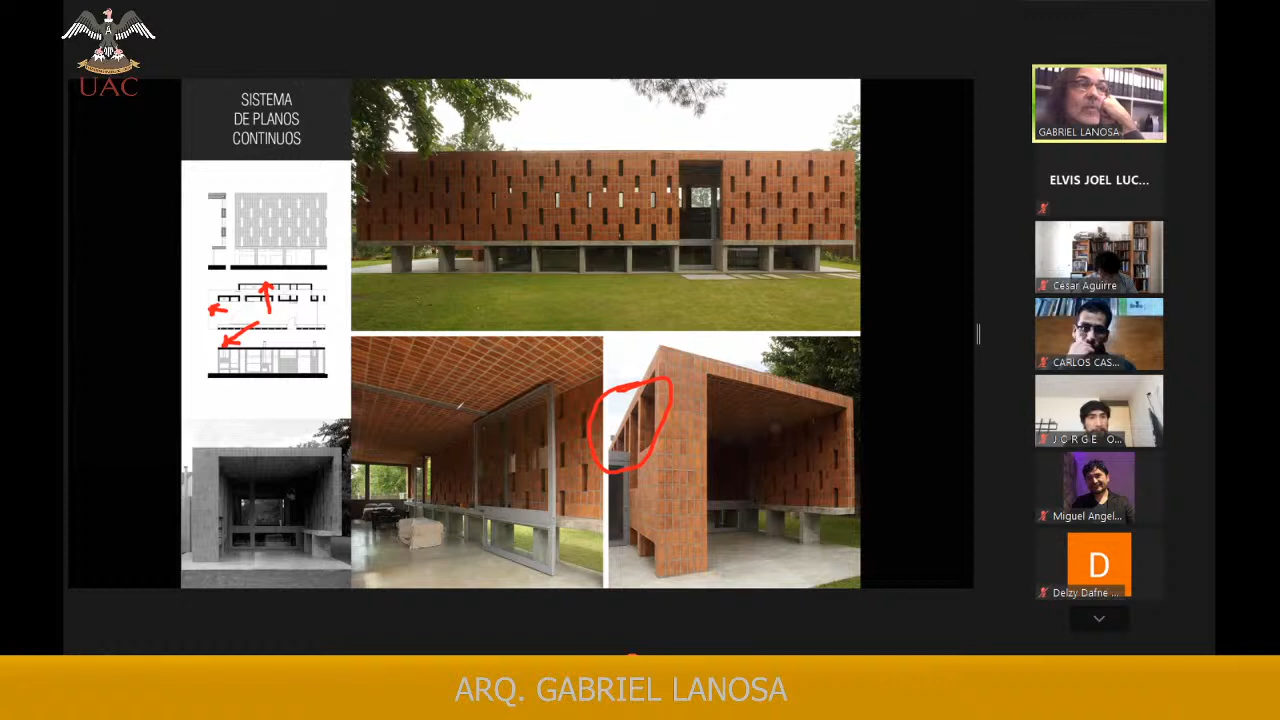 UAC
SISTEMA
DE PLANOS
CONTINUOS
GABRIEL LANOSA
ELVIS JOEL LUC...
Cesar Aguirre
CARLOS CAS...
J O R G E O...
Miguel Angel...
D
Delzy Dafne ...
ARQ. GABRIEL LANOSA